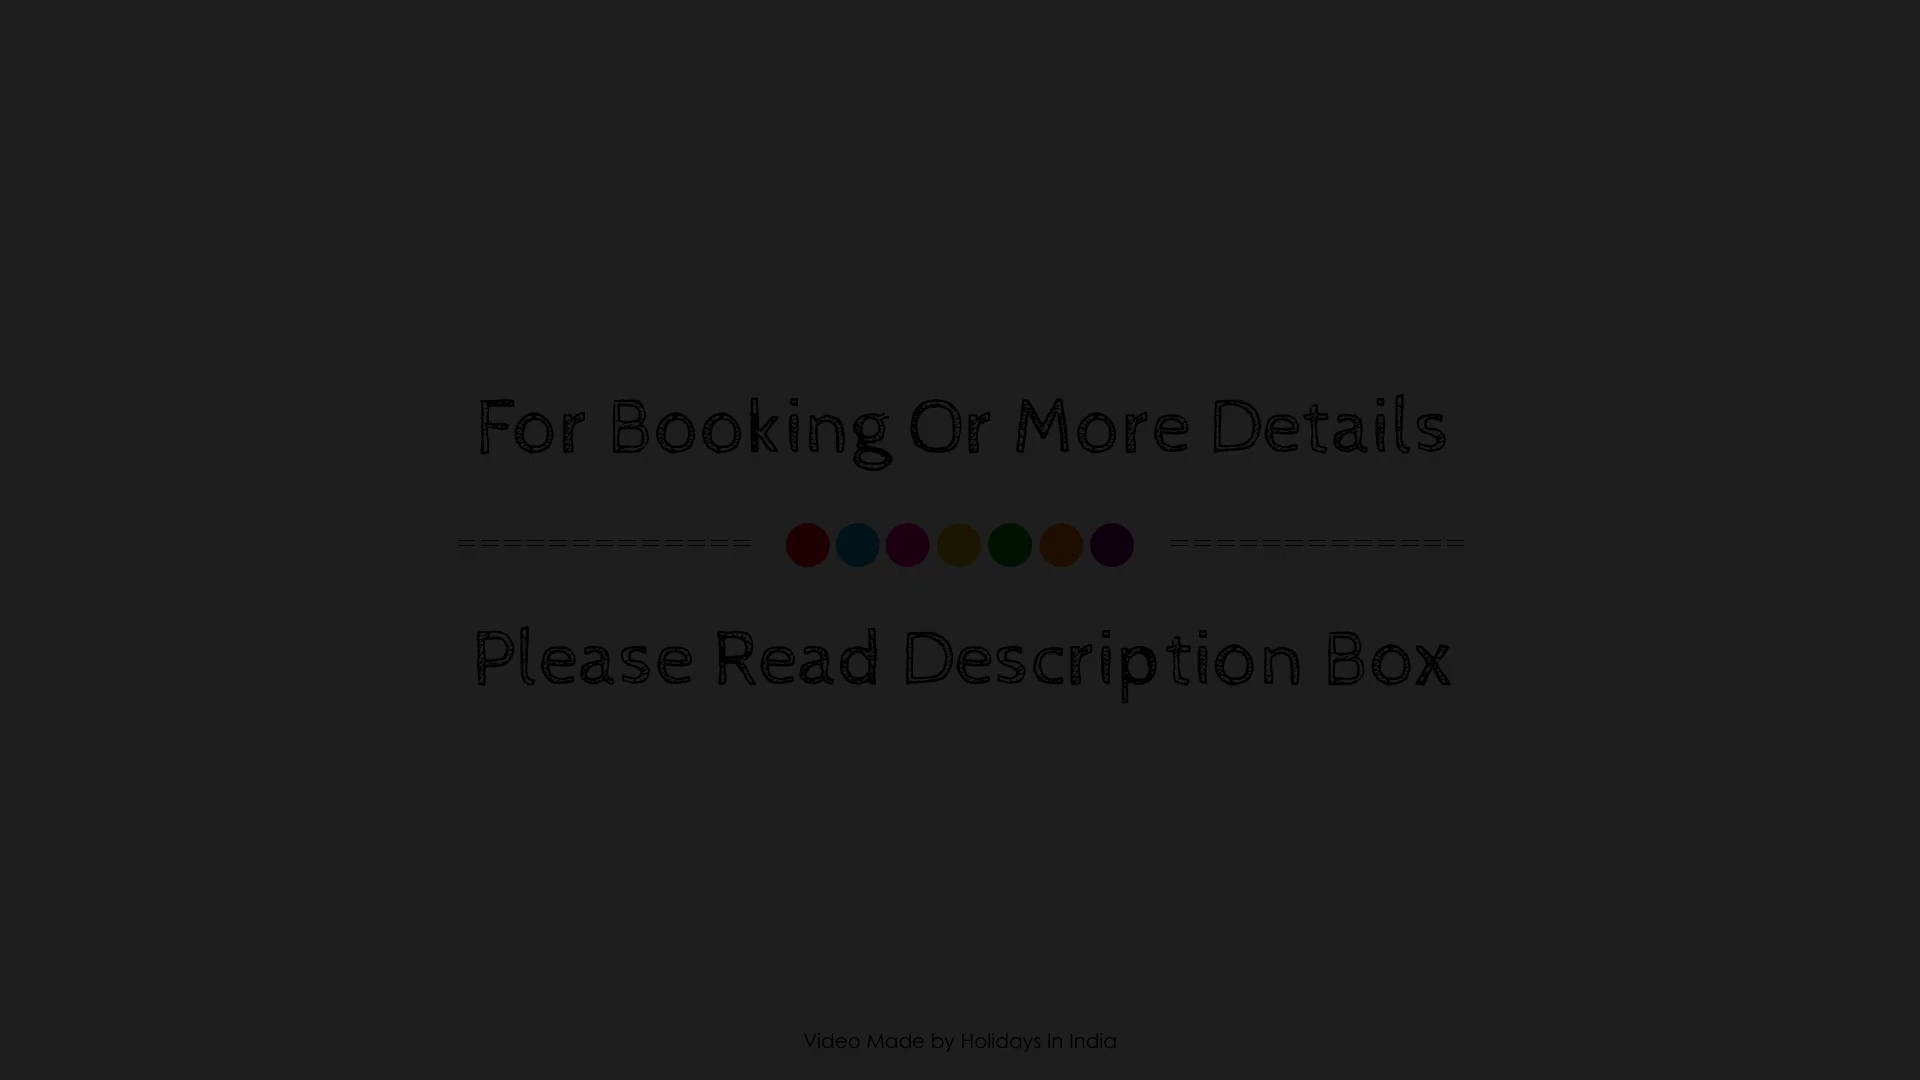 For Booking Or More Details
============= =============
Please Read Description Box
Video Made by Holidays In India